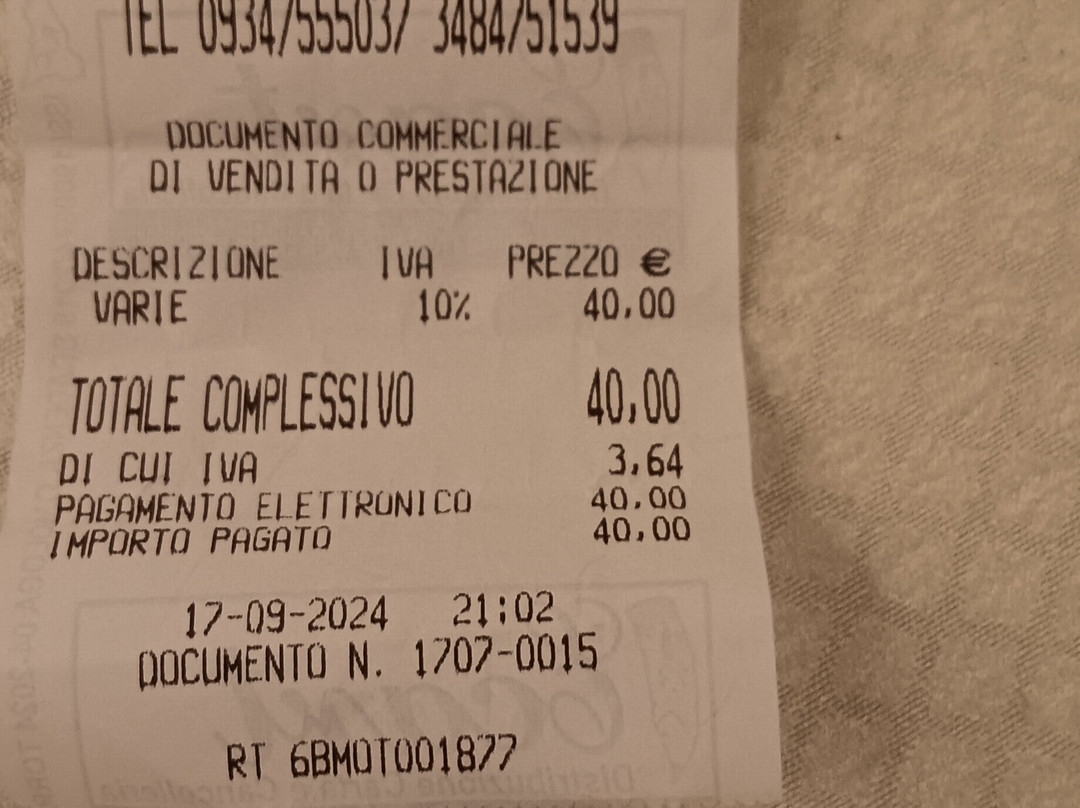 TEL 0934/555037 3484751539
DOCUMENTO COMMERCIALE
DI VENDITA O PRESTAZIONE
DESCRIZIONE IVA PREZZO €
VARIE 10% 40,00
TOTALE COMPLESSIVO 40,00
DI CUI IVA 3,64
PAGAMENTO ELETTRONICO 40,00
IMPORTO PAGATO 40,00
17-09-2024 21:02
DOCUMENTO N. 1707-0015
RT 6BMOT001877